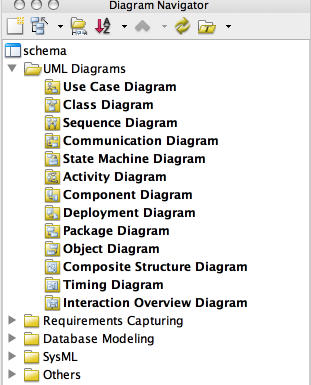 Diagram Navigator
schema
UML Diagrams
Use Case Diagram
Class Diagram
Sequence Diagram
Communication Diagram
State Machine Diagram
Activity Diagram
Component Diagram
Deployment Diagram
Package Diagram
Object Diagram
Composite Structure Diagram
Timing Diagram
Interaction Overview Diagram
Requirements Capturing
Database Modeling
SysML
Others